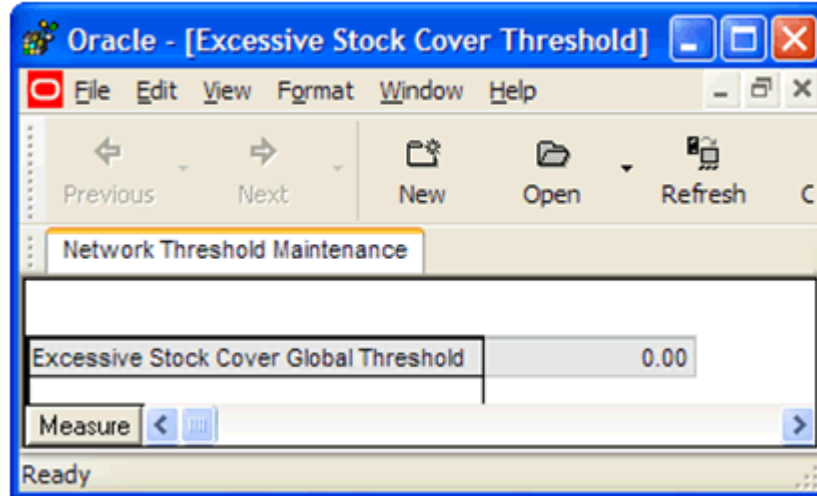 Oracle - [Excessive Stock Cover Threshold]
File Edit View Format Window Help
Previous Next New Open Refresh C
Network Threshold Maintenance
Excessive Stock Cover Global Threshold 0.00
Measure
Ready